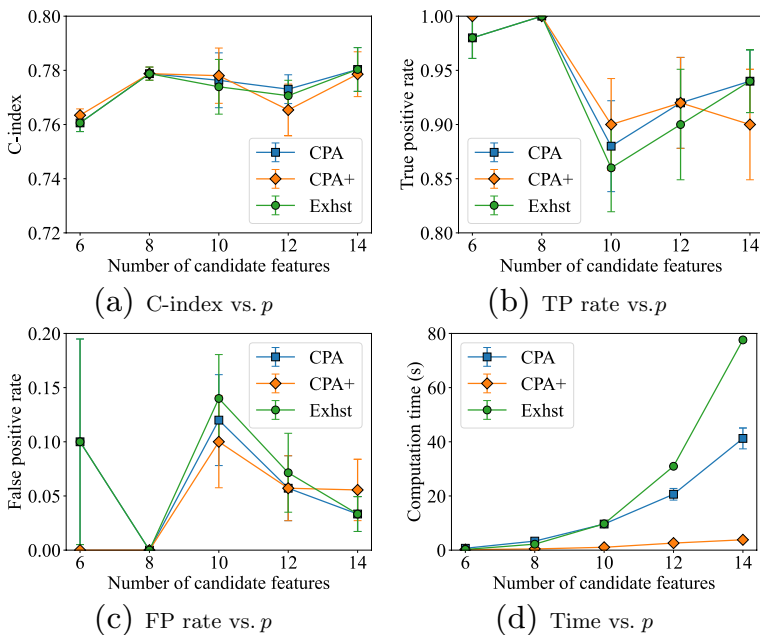 0.80
0.78
0.76
0.74
0.72
C-index
CPA
CPA+
Exhst
6 8 10 12 14
Number of candidate features
(a) C-index vs. p
1.00
0.95
0.90
0.85
0.80
True positive rate
CPA
CPA+
Exhst
6 8 10 12 14
Number of candidate features
(b) TP rate vs. p
0.20
0.15
0.10
0.05
0.00
False positive rate
CPA
CPA+
Exhst
6 8 10 12 14
Number of candidate features
(c) FP rate vs. p
80
60
40
20
0
Computation time (s)
CPA
CPA+
Exhst
6 8 10 12 14
Number of candidate features
(d) Time vs. p